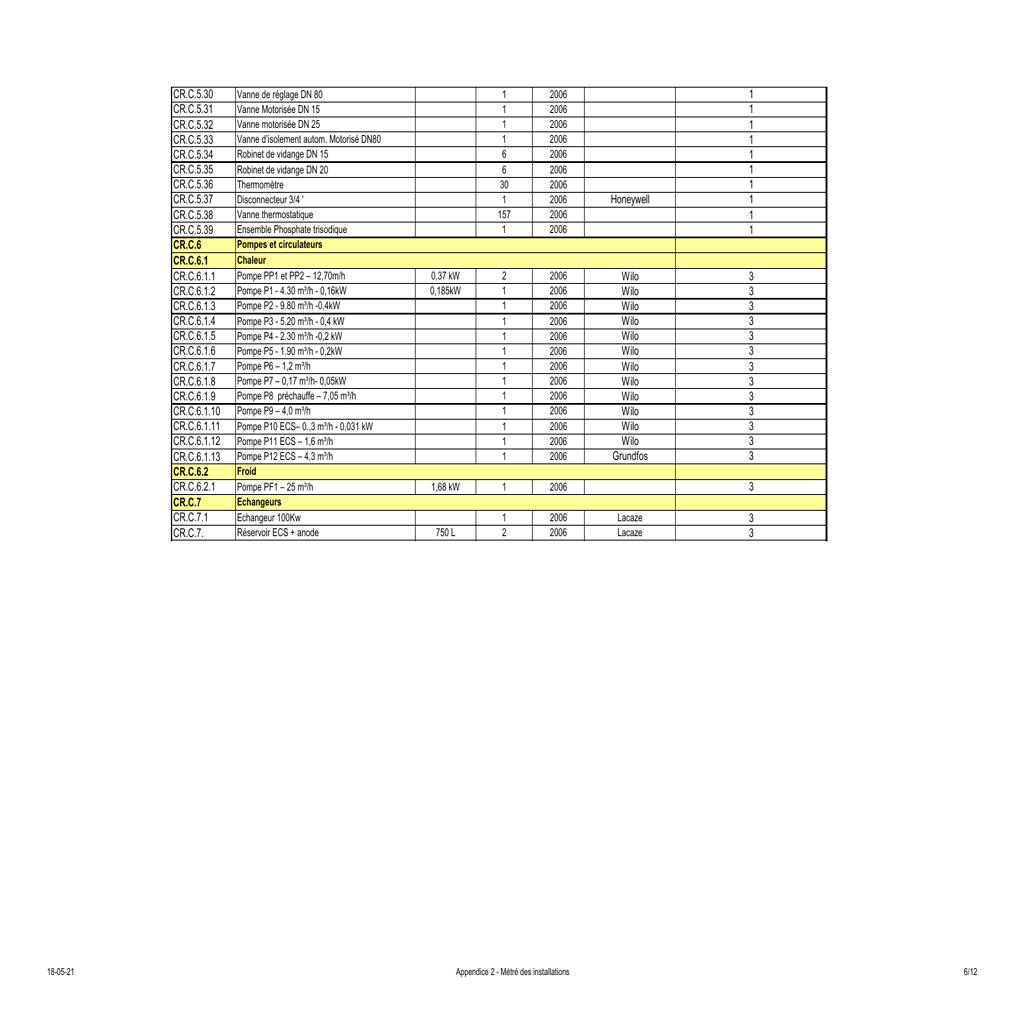 CR.C.5.30 Vanne de réglage DN 80 1 2006 1
CR.C.5.31 Vanne Motorisée DN 15 1 2006 1
CR.C.5.32 Vanne motorisée DN 25 1 2006 1
CR.C.5.33 Vanne d'isolement autom. Motorisé DN80 1 2006 1
CR.C.5.34 Robinet de vidange DN 15 6 2006 1
CR.C.5.35 Robinet de vidange DN 20 6 2006 1
CR.C.5.36 Thermomètre 30 2006 1
CR.C.5.37 Disconnecteur 3/4 ' 1 2006 Honeywell 1
CR.C.5.38 Vanne thermostatique 157 2006 1
CR.C.5.39 Ensemble Phosphate trisodique 1 2006 1
CR.C.6 Pompes et circulateurs
CR.C.6.1 Chaleur
CR.C.6.1.1 Pompe PP1 et PP2 – 12,70m/h 0,37 kW 2 2006 Wilo 3
CR.C.6.1.2 Pompe P1 - 4.30 m³/h - 0,16kW 0,185kW 1 2006 Wilo 3
CR.C.6.1.3 Pompe P2 - 9.80 m³/h -0,4kW 1 2006 Wilo 3
CR.C.6.1.4 Pompe P3 - 5.20 m³/h - 0,4 kW 1 2006 Wilo 3
CR.C.6.1.5 Pompe P4 - 2.30 m³/h -0,2 kW 1 2006 Wilo 3
CR.C.6.1.6 Pompe P5 - 1.90 m³/h - 0,2kW 1 2006 Wilo 3
CR.C.6.1.7 Pompe P6 – 1,2 m³/h 1 2006 Wilo 3
CR.C.6.1.8 Pompe P7 – 0,17 m³/h- 0,05kW 1 2006 Wilo 3
CR.C.6.1.9 Pompe P8 préchauffe – 7,05 m³/h 1 2006 Wilo 3
CR.C.6.1.10 Pompe P9 – 4,0 m³/h 1 2006 Wilo 3
CR.C.6.1.11 Pompe P10 ECS– 0.,3 m³/h - 0,031 kW 1 2006 Wilo 3
CR.C.6.1.12 Pompe P11 ECS – 1,6 m³/h 1 2006 Wilo 3
CR.C.6.1.13 Pompe P12 ECS – 4,3 m³/h 1 2006 Grundfos 3
CR.C.6.2 Froid
CR.C.6.2.1 Pompe PF1 – 25 m³/h 1,68 kW 1 2006 3
CR.C.7 Echangeurs
CR.C.7.1 Echangeur 100Kw 1 2006 Lacaze 3
CR.C.7. Réservoir ECS + anode 750 L 2 2006 Lacaze 3
18-05-21 Appendice 2 - Métré des installations 6/12